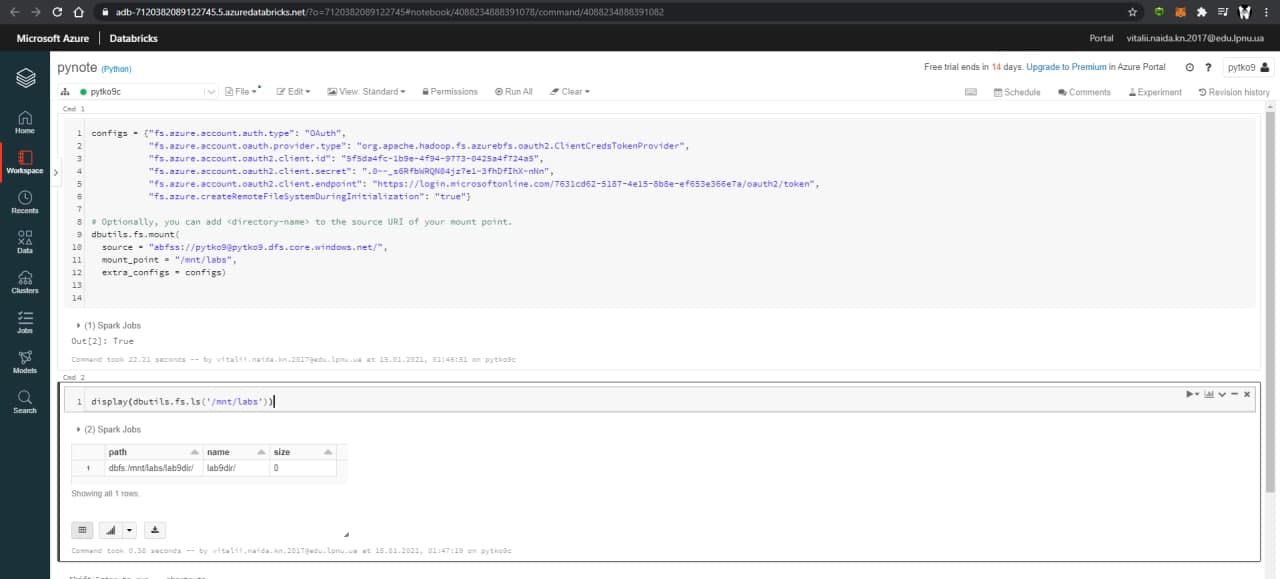 adb-7120382089122745.5.azuredatabricks.net/?o=7120382089122745#notebook/4088234888391078/command/4088234888391082
Microsoft Azure | Databricks Portal vitalii.naida.kn.2017@edu.lpnu.ua
pynote (Python) Free trial ends in 14 days. Upgrade to Premium in Azure Portal ? pytko9
pytko9c File Edit View: Standard Permissions Run All Clear Schedule Comments Experiment Revision history
Home
Workspace
Recents
Data
Clusters
Jobs
Models
Search
Cmd 1
1 configs = {"fs.azure.account.auth.type": "OAuth",
2 "fs.azure.account.oauth.provider.type": "org.apache.hadoop.fs.azurebfs.oauth2.ClientCredsTokenProvider",
3 "fs.azure.account.oauth2.client.id": "5f5da4fc-1b9e-4f94-9773-0425a4f724a5",
4 "fs.azure.account.oauth2.client.secret": ".0~-_s6RfbWRQN04jz7el-3fhDfIhX-nNn",
5 "fs.azure.account.oauth2.client.endpoint": "https://login.microsoftonline.com/7631cd62-5187-4e15-8b8e-ef653e366e7a/oauth2/token",
6 "fs.azure.createRemoteFileSystemDuringInitialization": "true"}
7
8 # Optionally, you can add <directory-name> to the source URI of your mount point.
9 dbutils.fs.mount(
10 source = "abfss://pytko9@pytko9.dfs.core.windows.net/",
11 mount_point = "/mnt/labs",
12 extra_configs = configs)
13
14
(1) Spark Jobs
Out[2]: True
Command took 22.21 seconds -- by vitalii.naida.kn.2017@edu.lpnu.ua at 15.01.2021, 01:46:51 on pytko9c
Cmd 2
1 display(dbutils.fs.ls('/mnt/labs'))
(2) Spark Jobs
path name size
1 dbfs:/mnt/labs/lab9dir/ lab9dir/ 0
Showing all 1 rows.
Command took 0.38 seconds -- by vitalii.naida.kn.2017@edu.lpnu.ua at 15.01.2021, 01:47:19 on pytko9c